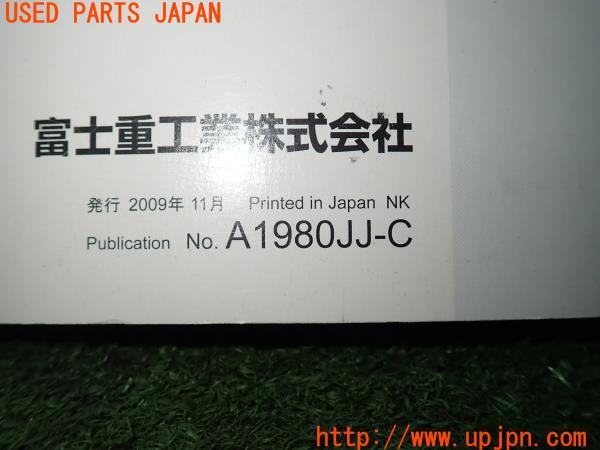 USED PARTS JAPAN
富士重工業株式会社
発行 2009年 11月 Printed in Japan NK
Publication No. A1980JJ-C
http://www.upjpn.com/